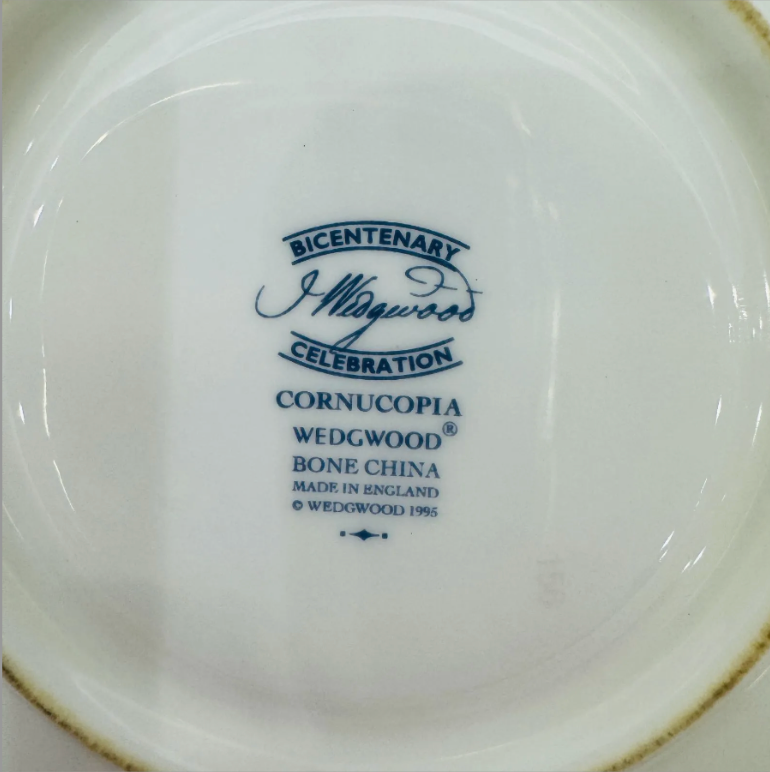 BICENTENARY
J Wedgwood
CELEBRATION
CORNUCOPIA
WEDGWOOD®
BONE CHINA
MADE IN ENGLAND
© WEDGWOOD 1995